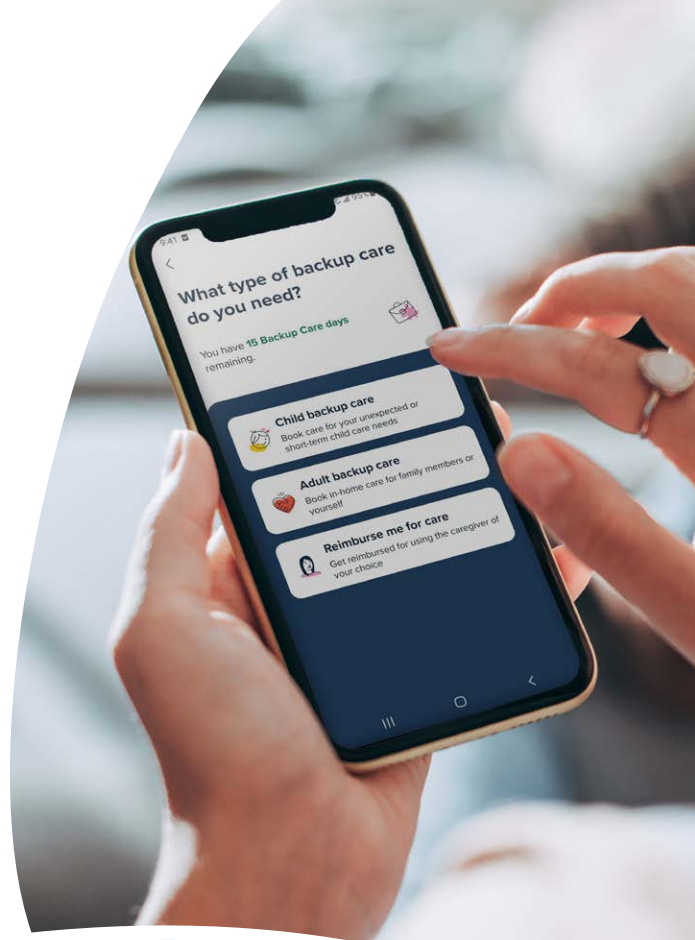 9:41
95%
What type of backup care
do you need?
You have 15 Backup Care days
remaining.
Child backup care
Book care for your unexpected or
short-term child care needs
Adult backup care
Book in-home care for family members or
yourself
Reimburse me for care
Get reimbursed for using the caregiver of
your choice